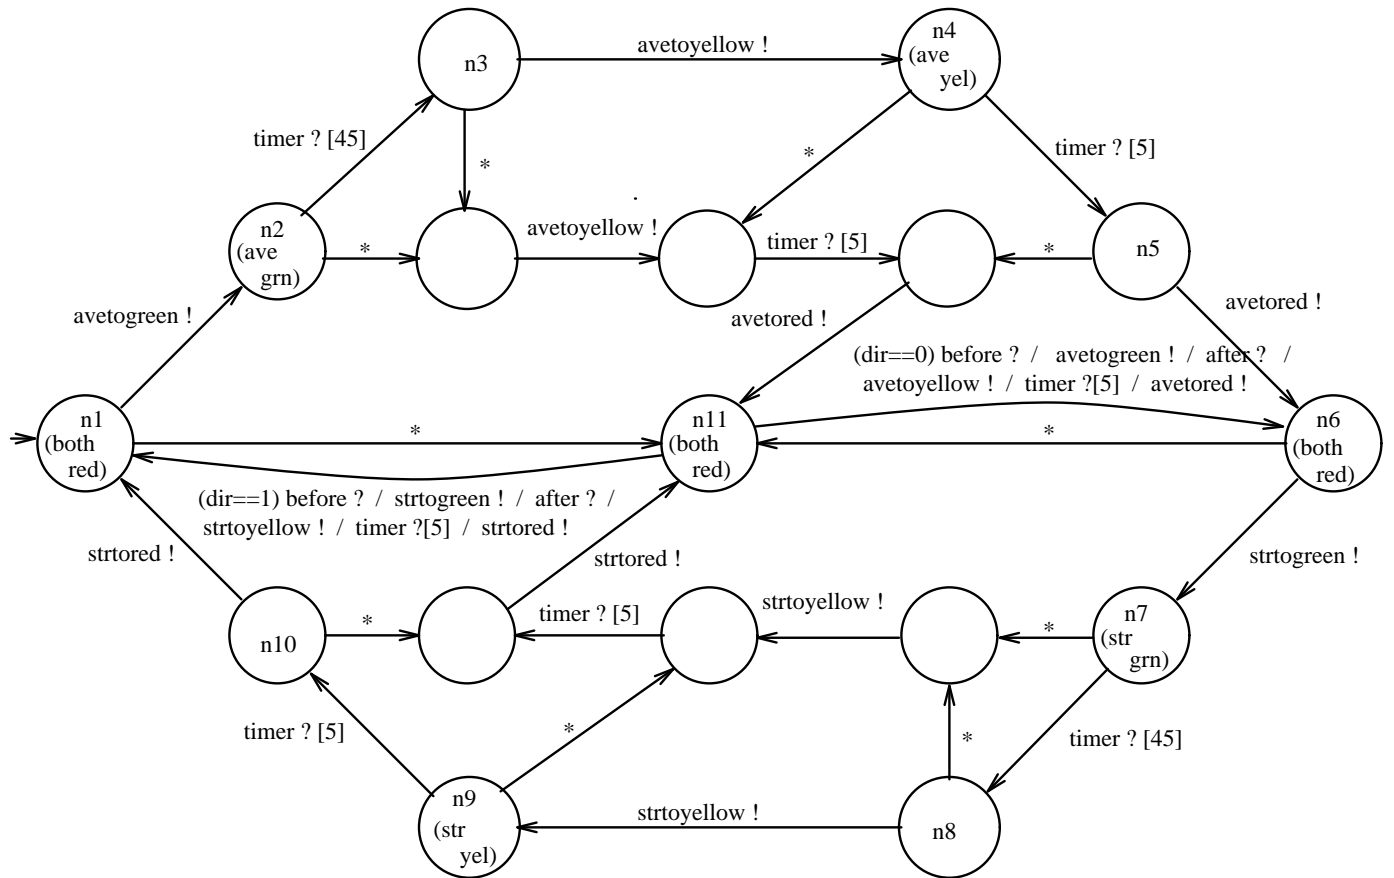 avetoyellow !
n3
n4
(ave
yel)
timer ? [45]
*
*
timer ? [5]
n2
(ave
grn)
*
avetoyellow !
timer ? [5]
*
n5
avetogreen !
avetored !
avetored !
(dir==0) before ? / avetogreen ! / after ? /
avetoyellow ! / timer ?[5] / avetored !
n1
(both
red)
*
n11
(both
red)
*
n6
(both
red)
(dir==1) before ? / strtogreen ! / after ? /
strtoyellow ! / timer ?[5] / strtored !
strtored !
strtored !
strtogreen !
n10
*
timer ? [5]
strtoyellow !
*
n7
(str
grn)
timer ? [5]
*
*
timer ? [45]
n9
(str
yel)
strtoyellow !
n8